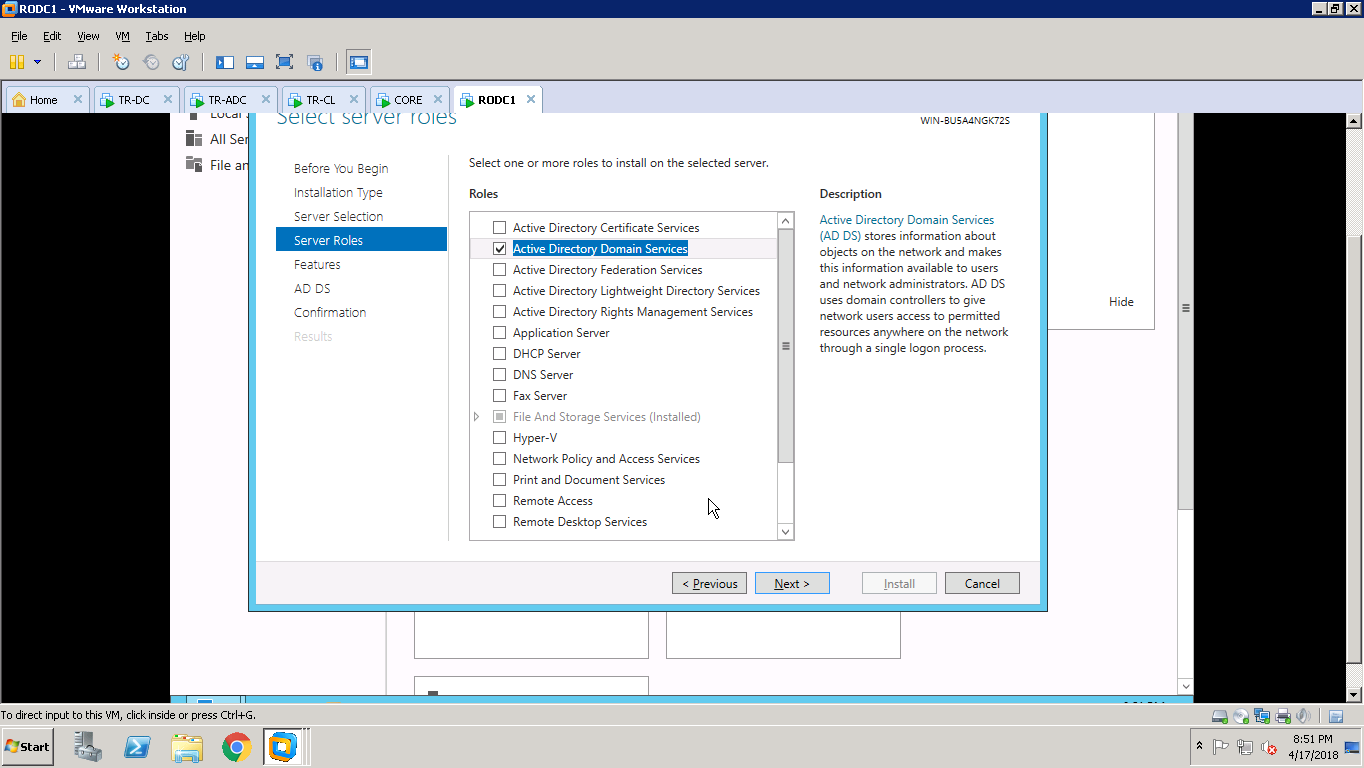 RODC1 - VMware Workstation
File Edit View VM Tabs Help
Home TR-DC TR-ADC TR-CL CORE RODC1
Local
All Ser
File an
Select server roles
WIN-BU5A4NGK72S
Before You Begin
Installation Type
Server Selection
Server Roles
Features
AD DS
Confirmation
Results
Select one or more roles to install on the selected server.
Roles
Active Directory Certificate Services
Active Directory Domain Services
Active Directory Federation Services
Active Directory Lightweight Directory Services
Active Directory Rights Management Services
Application Server
DHCP Server
DNS Server
Fax Server
File And Storage Services (Installed)
Hyper-V
Network Policy and Access Services
Print and Document Services
Remote Access
Remote Desktop Services
Description
Active Directory Domain Services
(AD DS) stores information about
objects on the network and makes
this information available to users
and network administrators. AD DS
uses domain controllers to give
network users access to permitted
resources anywhere on the network
through a single logon process.
Hide
< Previous Next > Install Cancel
To direct input to this VM, click inside or press Ctrl+G.
Start
8:51 PM
4/17/2018